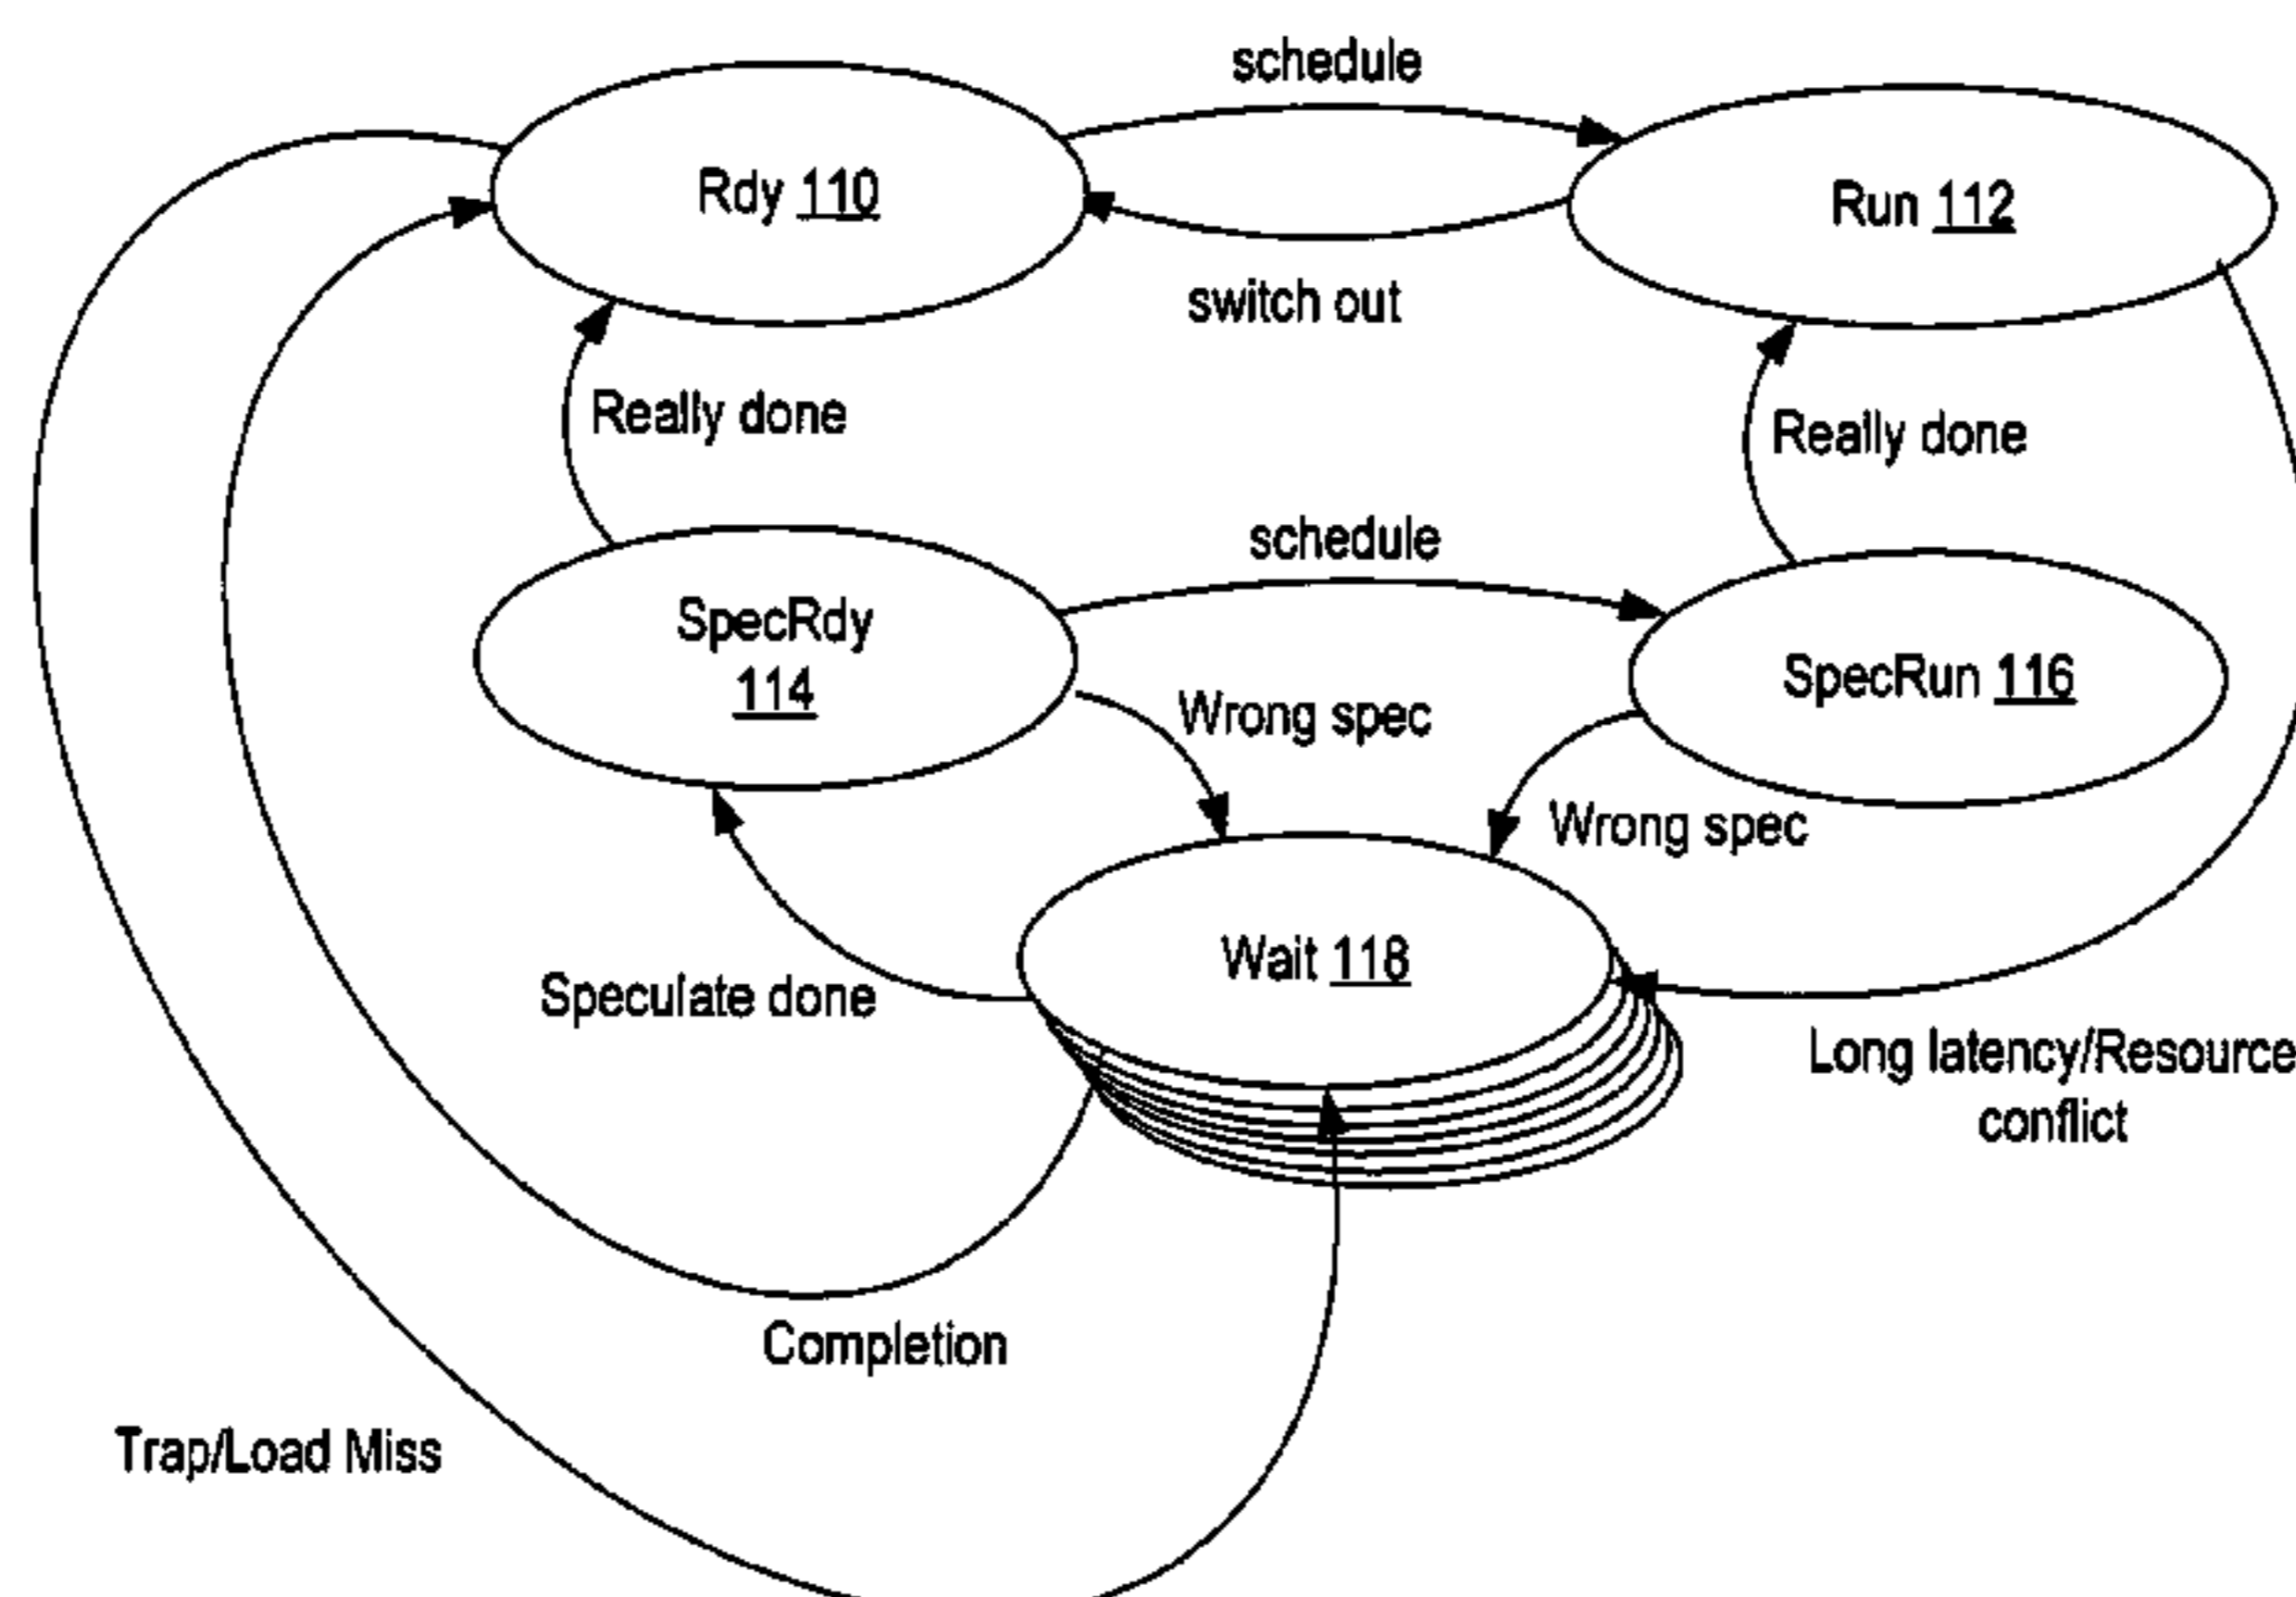 schedule
Rdy 110
Run 112
switch out
Really done
Really done
schedule
SpecRdy
114
SpecRun 116
Wrong spec
Wrong spec
Wait 118
Speculate done
Long latency/Resource
conflict
Completion
Trap/Load Miss